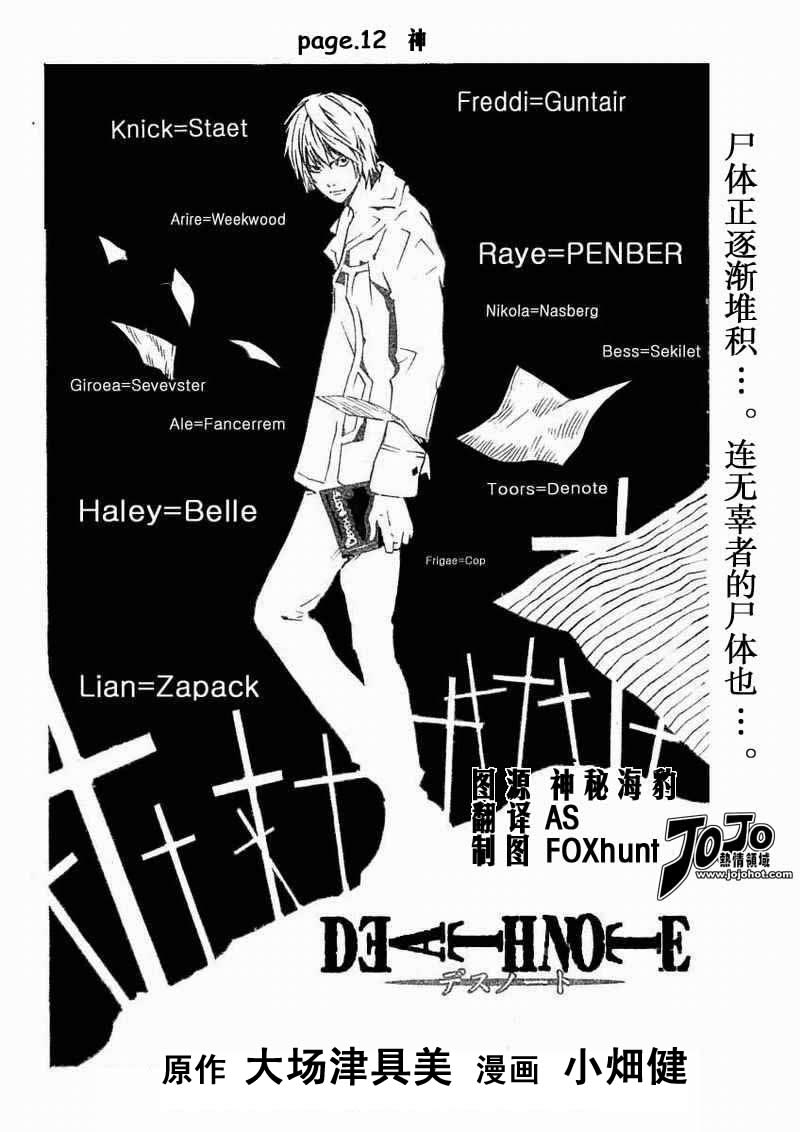 page.12 神
Freddi=Guntair
Knick=Staet
Arire=Weekwood
Raye=PENBER
Nikola=Nasberg
Bess=Sekilet
Giroea=Sevevster
Ale=Fancerrem
Toors=Denote
Haley=Belle
Frigae=Cop
Lian=Zapack
尸体正逐渐堆积…。连无辜者的尸体也…。
图源 神秘海豹
翻译 AS
制图 FOXhunt
JOJO
熱情領域
www.jojohot.com
DEATH NOTE
デスノート
原作 大场津具美 漫画 小畑健